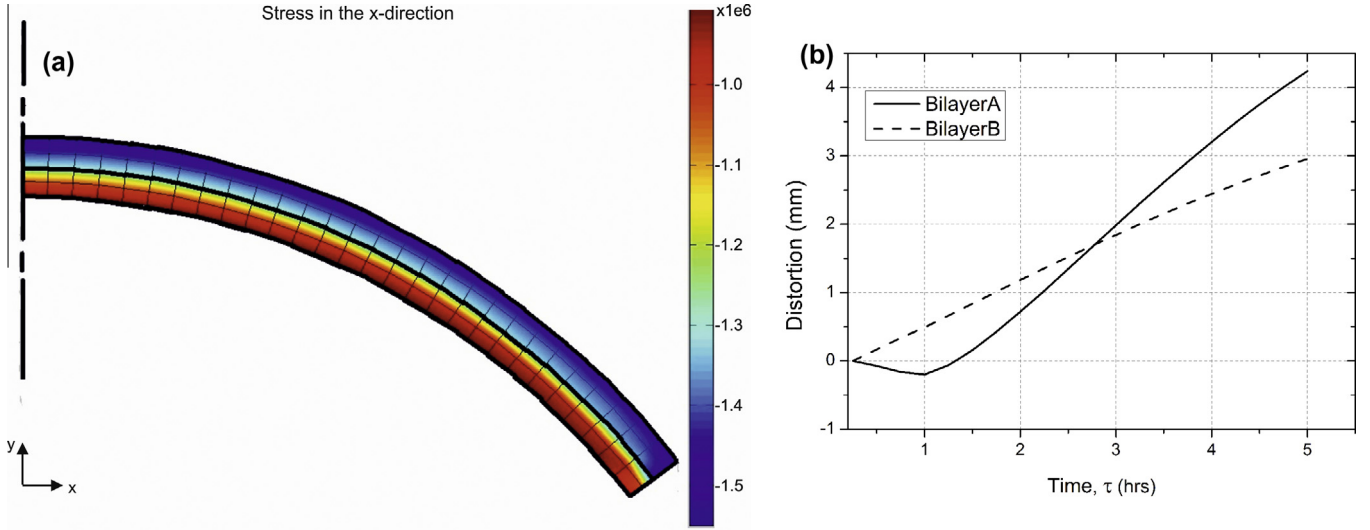 Stress in the x-direction
(a)
x1e6
-1.0
-1.1
-1.2
-1.3
-1.4
-1.5
y
x
(b)
BilayerA
BilayerB
Distortion (mm)
4
3
2
1
0
-1
1 2 3 4 5
Time, τ (hrs)